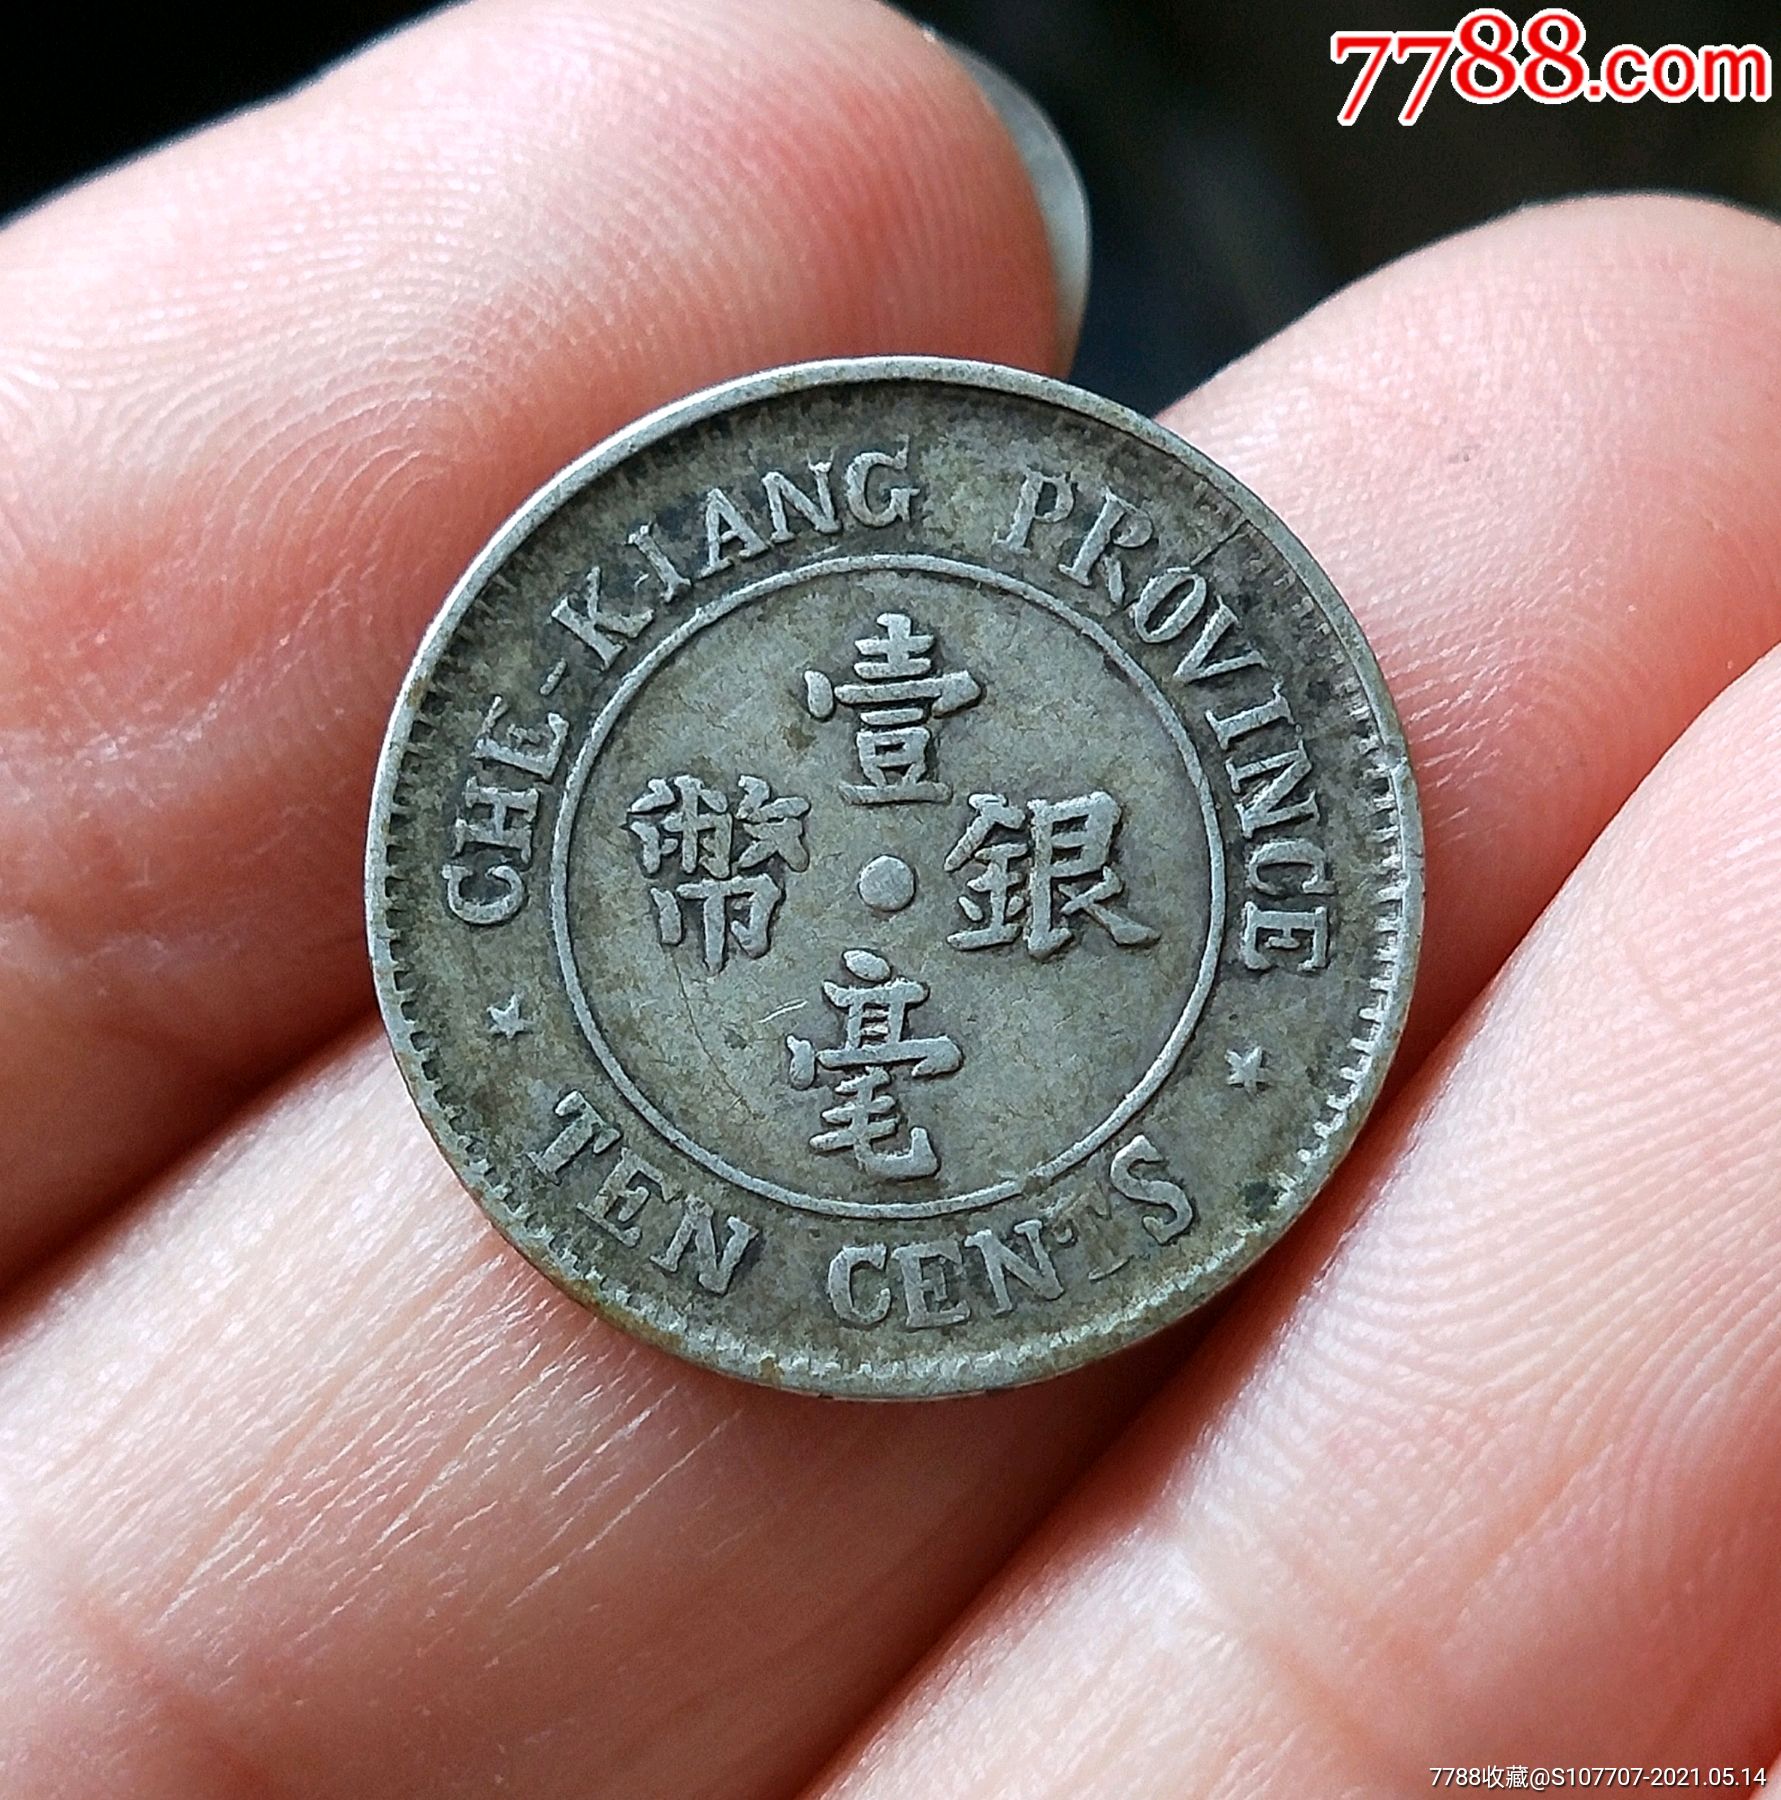 7788.com
CHE-KIANG PROVINCE
壹
幣 銀
毫
TEN CEN S
7788收藏@S107707-2021.05.14